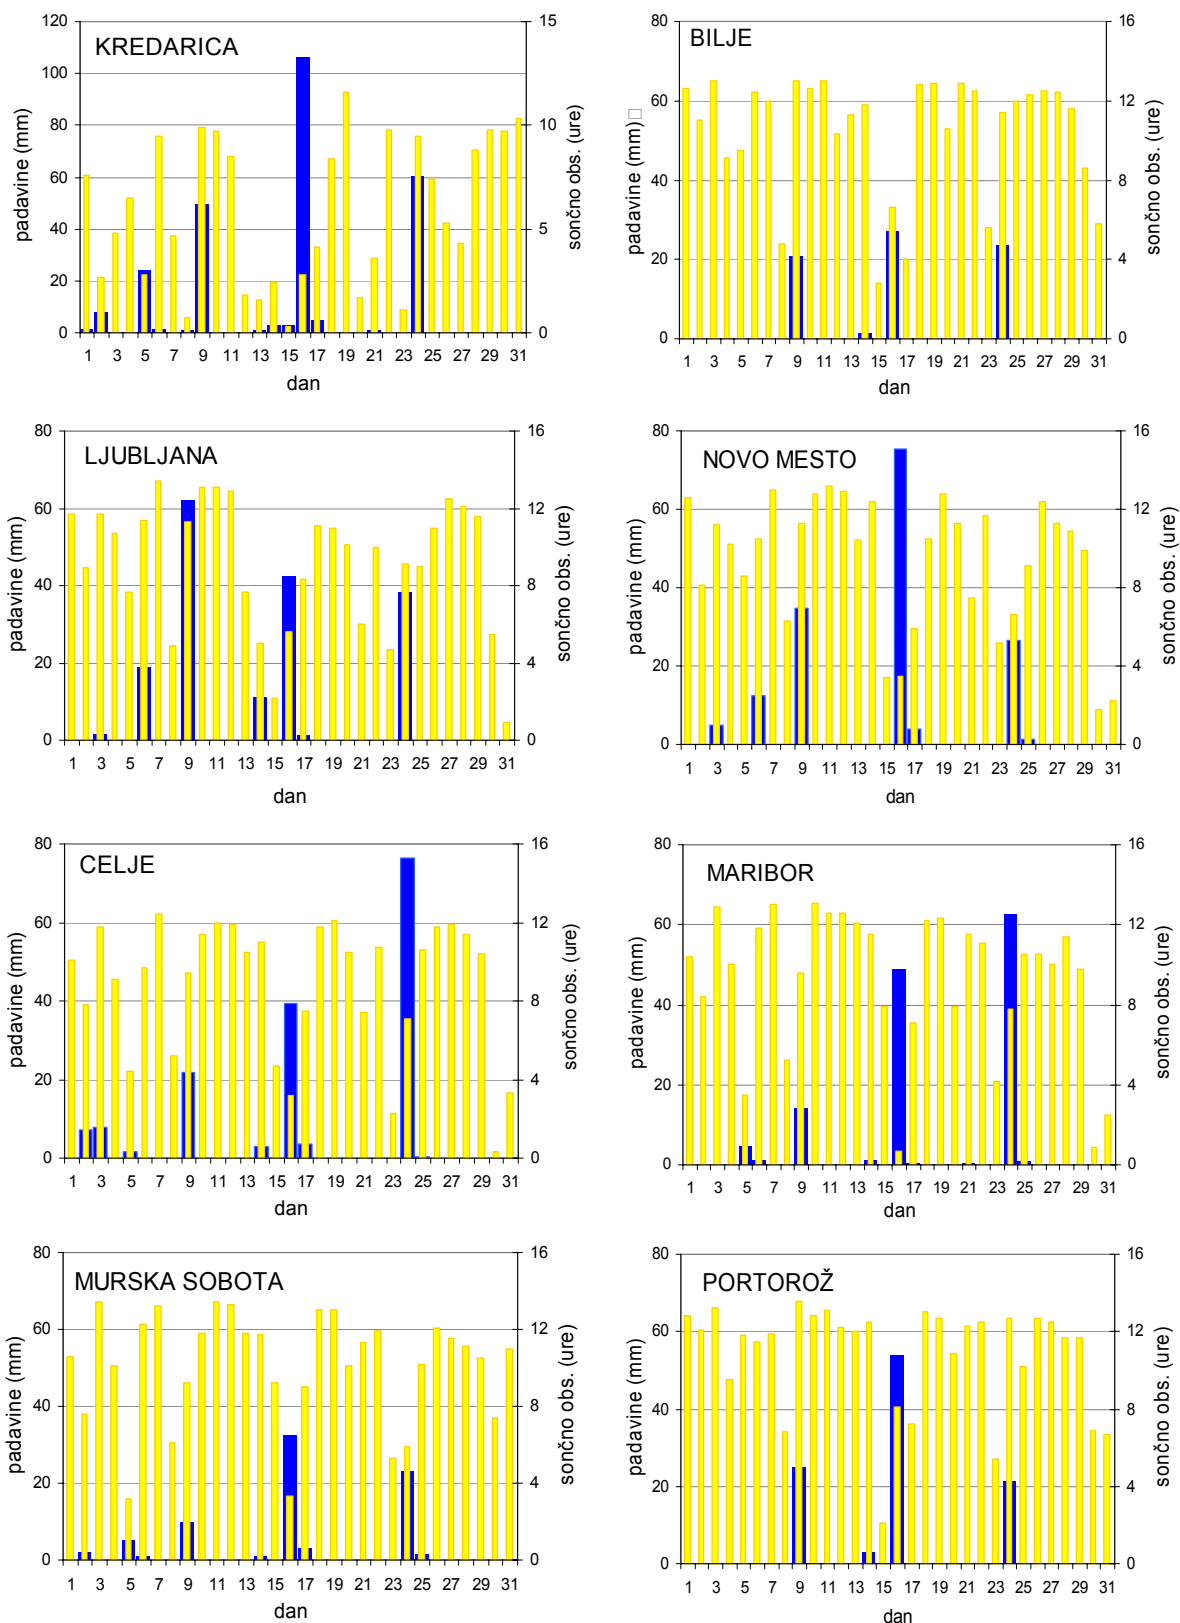 KREDARICA
padavine (mm)
120
100
80
60
40
20
0
15
10
5
0
sončno obs. (ure)
1 3 5 7 9 11 13 15 17 19 21 23 25 27 29 31
dan
BILJE
padavine (mm)□
80
60
40
20
0
16
12
8
4
0
sončno obs. (ure)
1 3 5 7 9 11 13 15 17 19 21 23 25 27 29 31
dan
LJUBLJANA
padavine (mm)
80
60
40
20
0
16
12
8
4
0
sončno obs. (ure)
1 3 5 7 9 11 13 15 17 19 21 23 25 27 29 31
dan
NOVO MESTO
padavine (mm)
80
60
40
20
0
16
12
8
4
0
sončno obs. (ure)
1 3 5 7 9 11 13 15 17 19 21 23 25 27 29 31
dan
CELJE
padavine (mm)
80
60
40
20
0
16
12
8
4
0
sončno obs. (ure)
1 3 5 7 9 11 13 15 17 19 21 23 25 27 29 31
dan
MARIBOR
padavine (mm)
80
60
40
20
0
16
12
8
4
0
sončno obs. (ure)
1 3 5 7 9 11 13 15 17 19 21 23 25 27 29 31
dan
MURSKA SOBOTA
padavine (mm)
80
60
40
20
0
16
12
8
4
0
sončno obs. (ure)
1 3 5 7 9 11 13 15 17 19 21 23 25 27 29 31
dan
PORTOROŽ
padavine (mm)
80
60
40
20
0
16
12
8
4
0
sončno obs. (ure)
1 3 5 7 9 11 13 15 17 19 21 23 25 27 29 31
dan